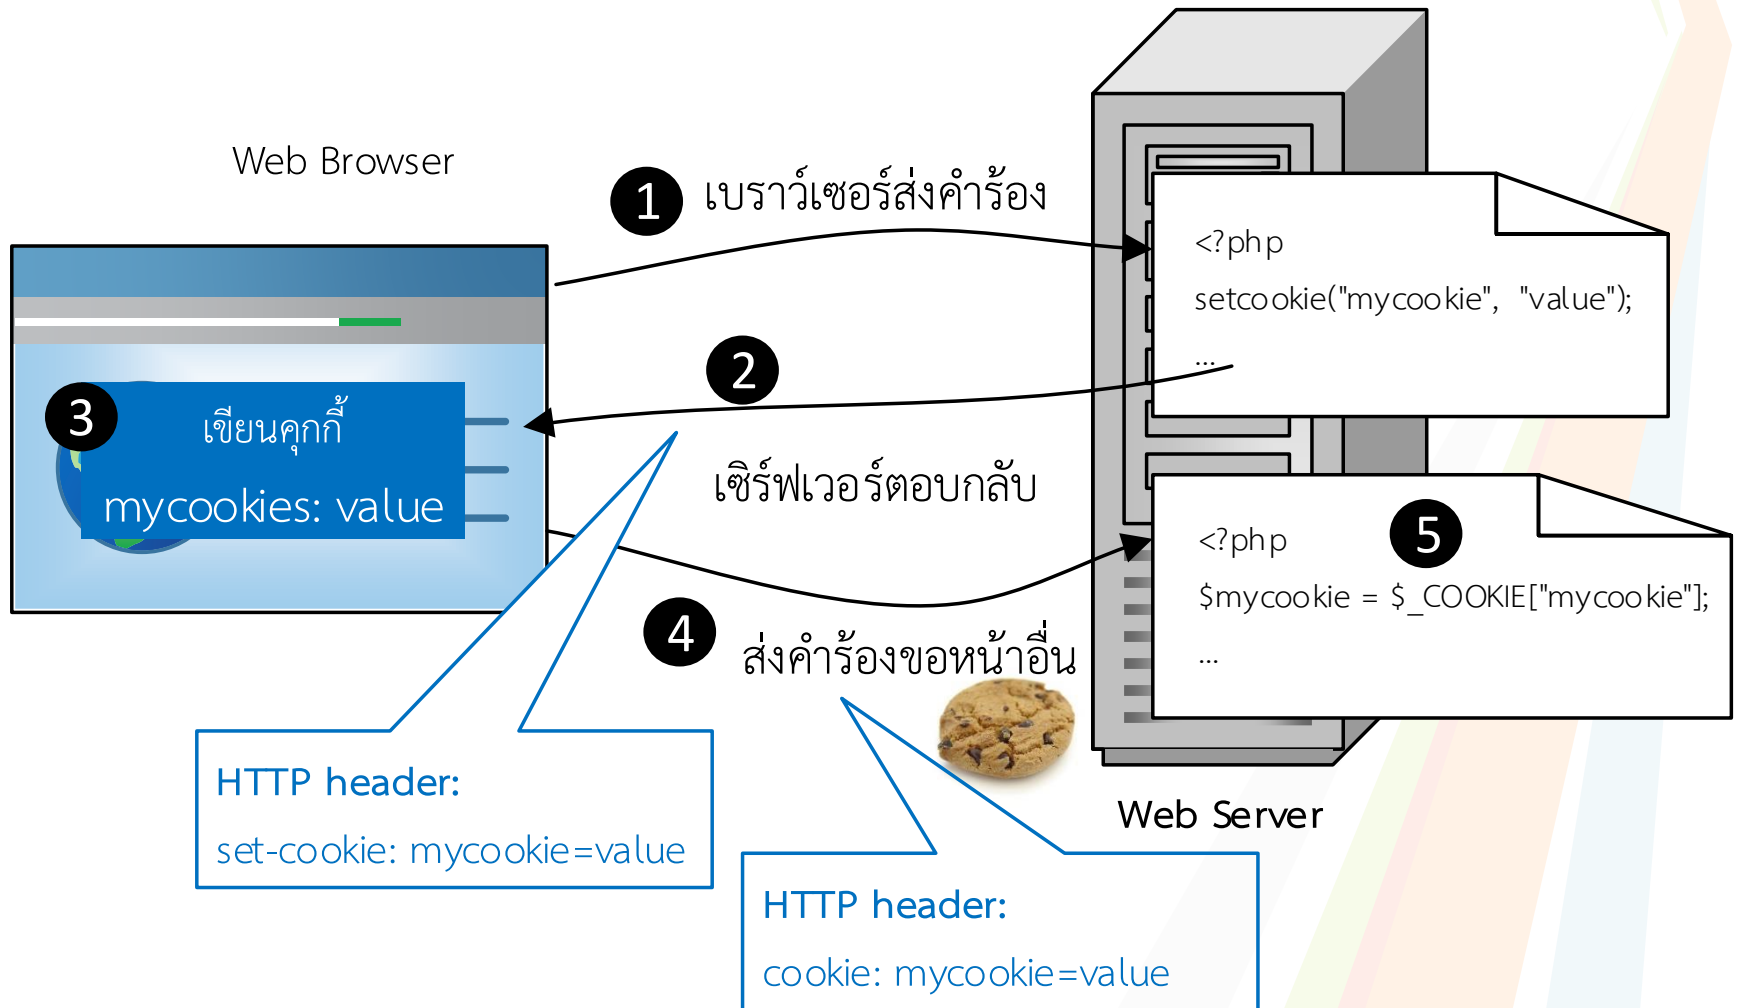 Web Browser
1 เบราว์เซอร์ส่งคำร้อง
<?php
setcookie("mycookie", "value");
...
2
เซิร์ฟเวอร์ตอบกลับ
3 เขียนคุกกี้
mycookies: value
4 ส่งคำร้องขอหน้าอื่น
<?php
5
$mycookie = $_COOKIE["mycookie"];
...
HTTP header:
set-cookie: mycookie=value
Web Server
HTTP header:
cookie: mycookie=value